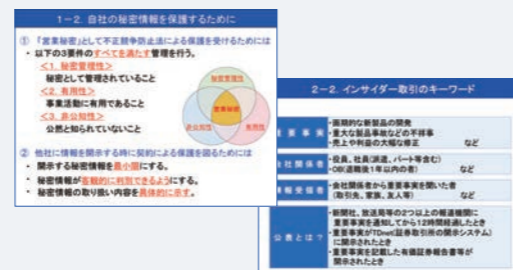 1-2. 自社の秘密情報を保護するために
① 「営業秘密」として不正競争防止法による保護を受けるためには
・ 以下の3要件のすべてを満たす管理を行う。
<1. 秘密管理性>
秘密として管理されていること
<2. 有用性>
事業活動に有用であること
<3. 非公知性>
公然と知られていないこと
秘密管理性
営業秘密
非公知性
有用性
② 他社に情報を開示する時に契約による保護を図るためには
・ 開示する秘密情報を最小限にする。
・ 秘密情報が客観的に判別できるようにする。
・ 秘密情報の取り扱い内容を具体的に示す。
2-2. インサイダー取引のキーワード
重要事実
・画期的な新製品の開発
・重大な製品事故などの不祥事
・売上や利益の大幅な修正 など
会社関係者
・役員、社員(派遣、パート等含む)
・OB(退職後1年以内の者) など
情報受領者
・会社関係者から重要事実を聞いた者
(取引先、家族、友人等) など
公表とは?
・新聞社、放送局等の2つ以上の報道機関に
重要事実を通知してから12時間経過したとき
・重要事実がTDnet(証券取引所の開示システム)
に開示されたとき
・重要事実を記載した有価証券報告書等が
開示されたとき